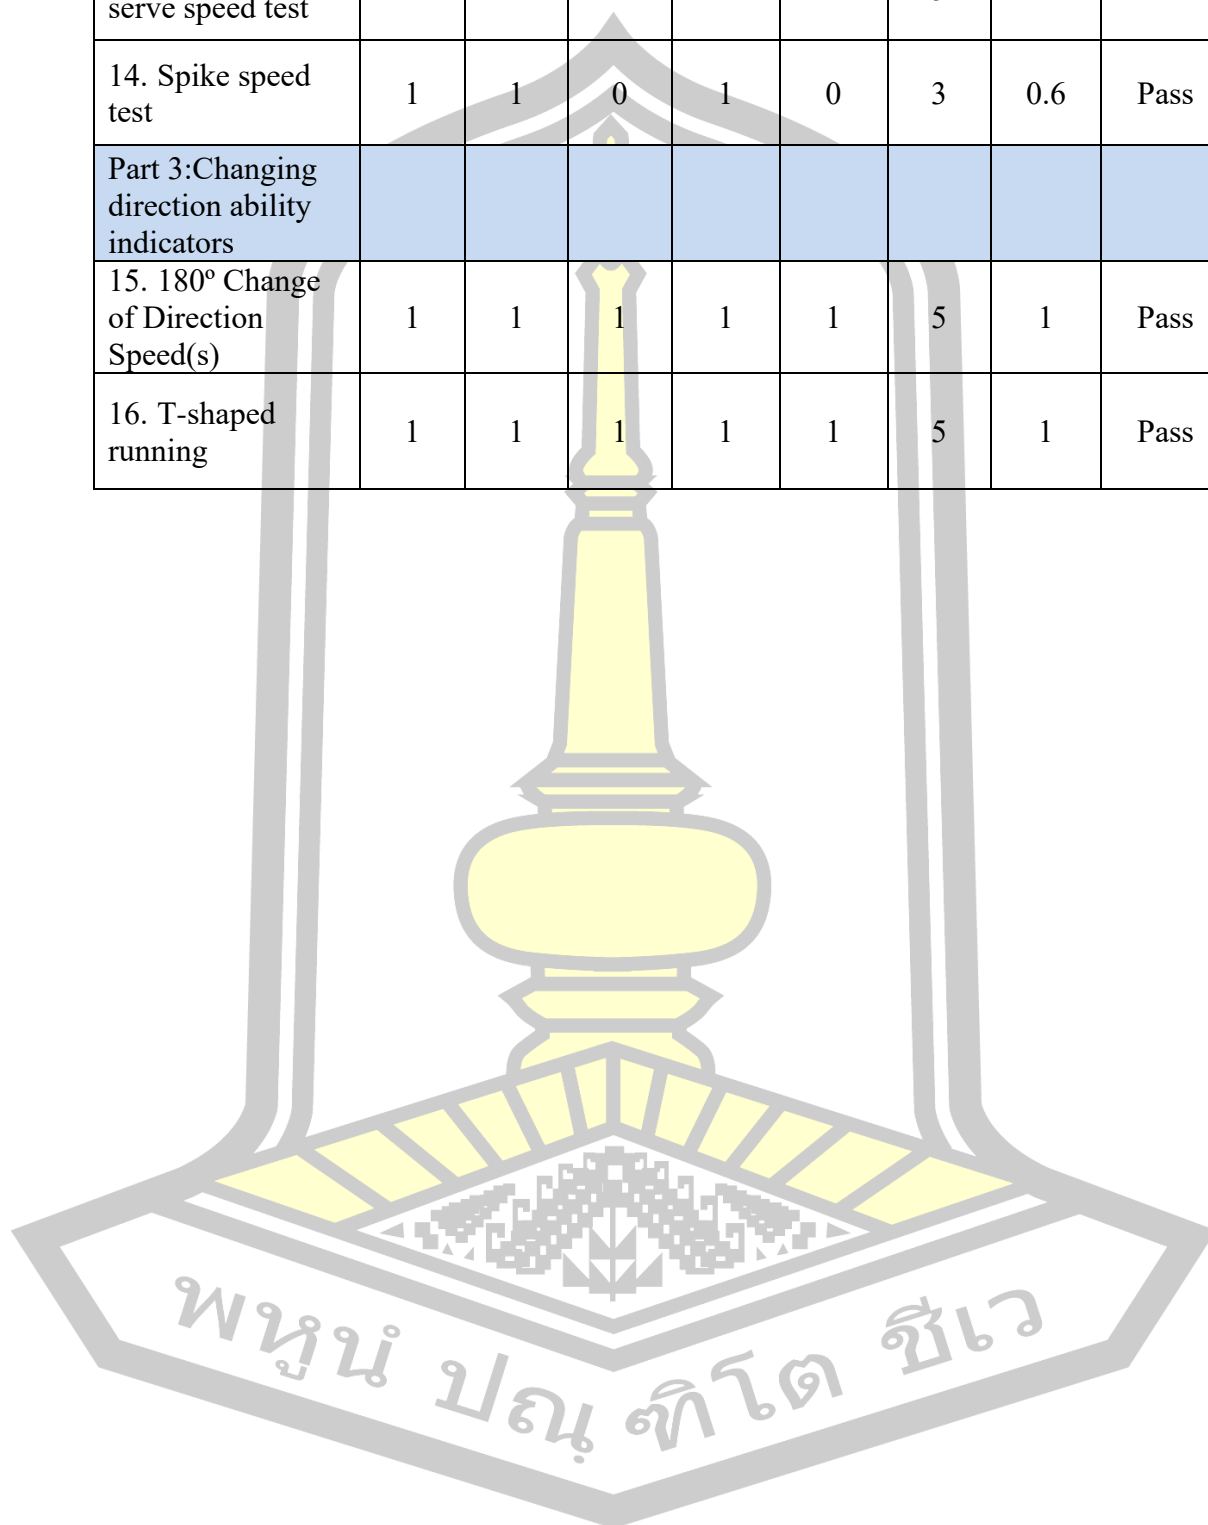 serve speed test
14. Spike speed
test 1 1 0 1 0 3 0.6 Pass
Part 3:Changing
direction ability
indicators
15. 180º Change
of Direction 1 1 1 1 1 5 1 Pass
Speed(s)
16. T-shaped
running 1 1 1 1 1 5 1 Pass
พหูนํ ปณฺฑิโต ชีเว